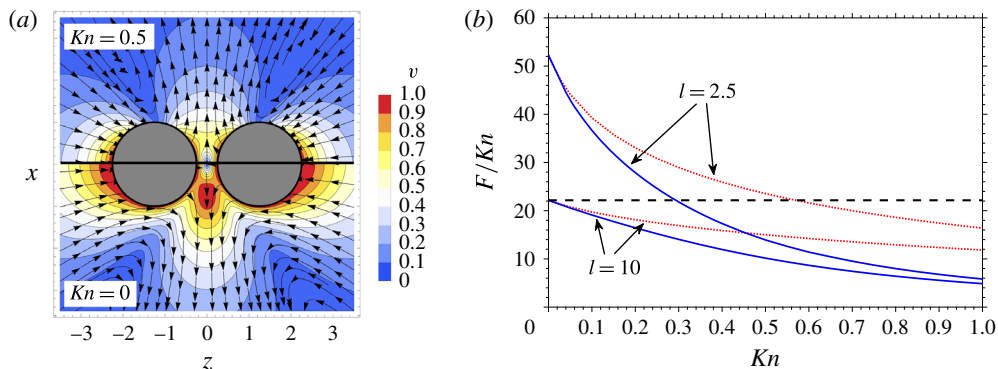 (a)
Kn = 0.5
Kn = 0
x
−3 −2 −1 0 1 2 3
z
v
1.0
0.9
0.8
0.7
0.6
0.5
0.4
0.3
0.2
0.1
0
(b)
60
50
40
30
20
10
F/Kn
l = 2.5
l = 10
0 0.1 0.2 0.3 0.4 0.5 0.6 0.7 0.8 0.9 1.0
Kn